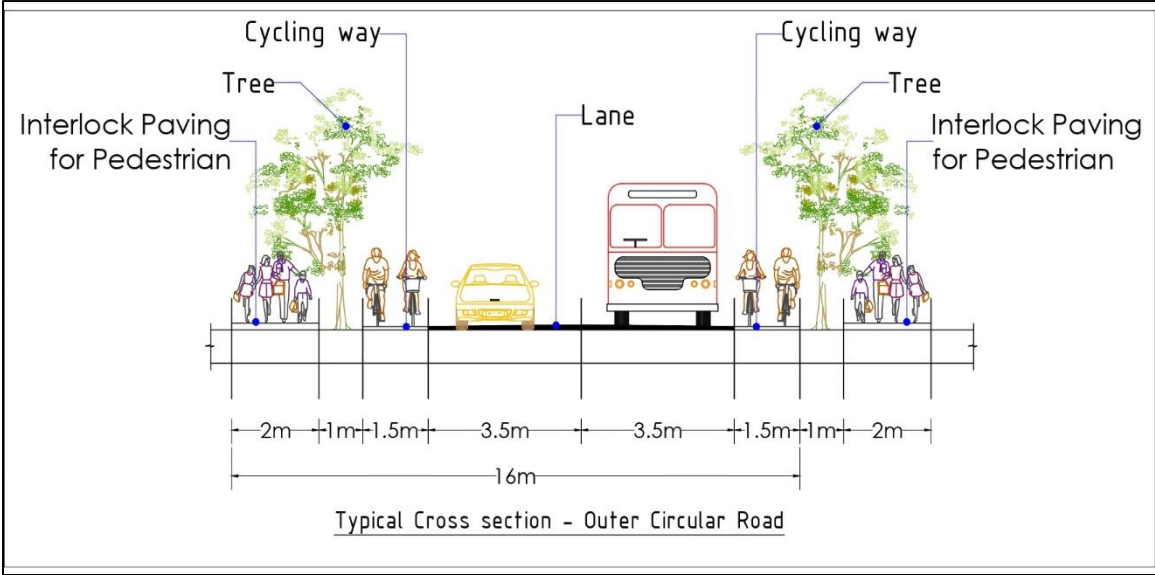 Cycling way
Cycling way
Tree
Tree
Lane
Interlock Paving
for Pedestrian
Interlock Paving
for Pedestrian
2m 1m 1.5m 3.5m 3.5m 1.5m 1m 2m
16m
Typical Cross section - Outer Circular Road